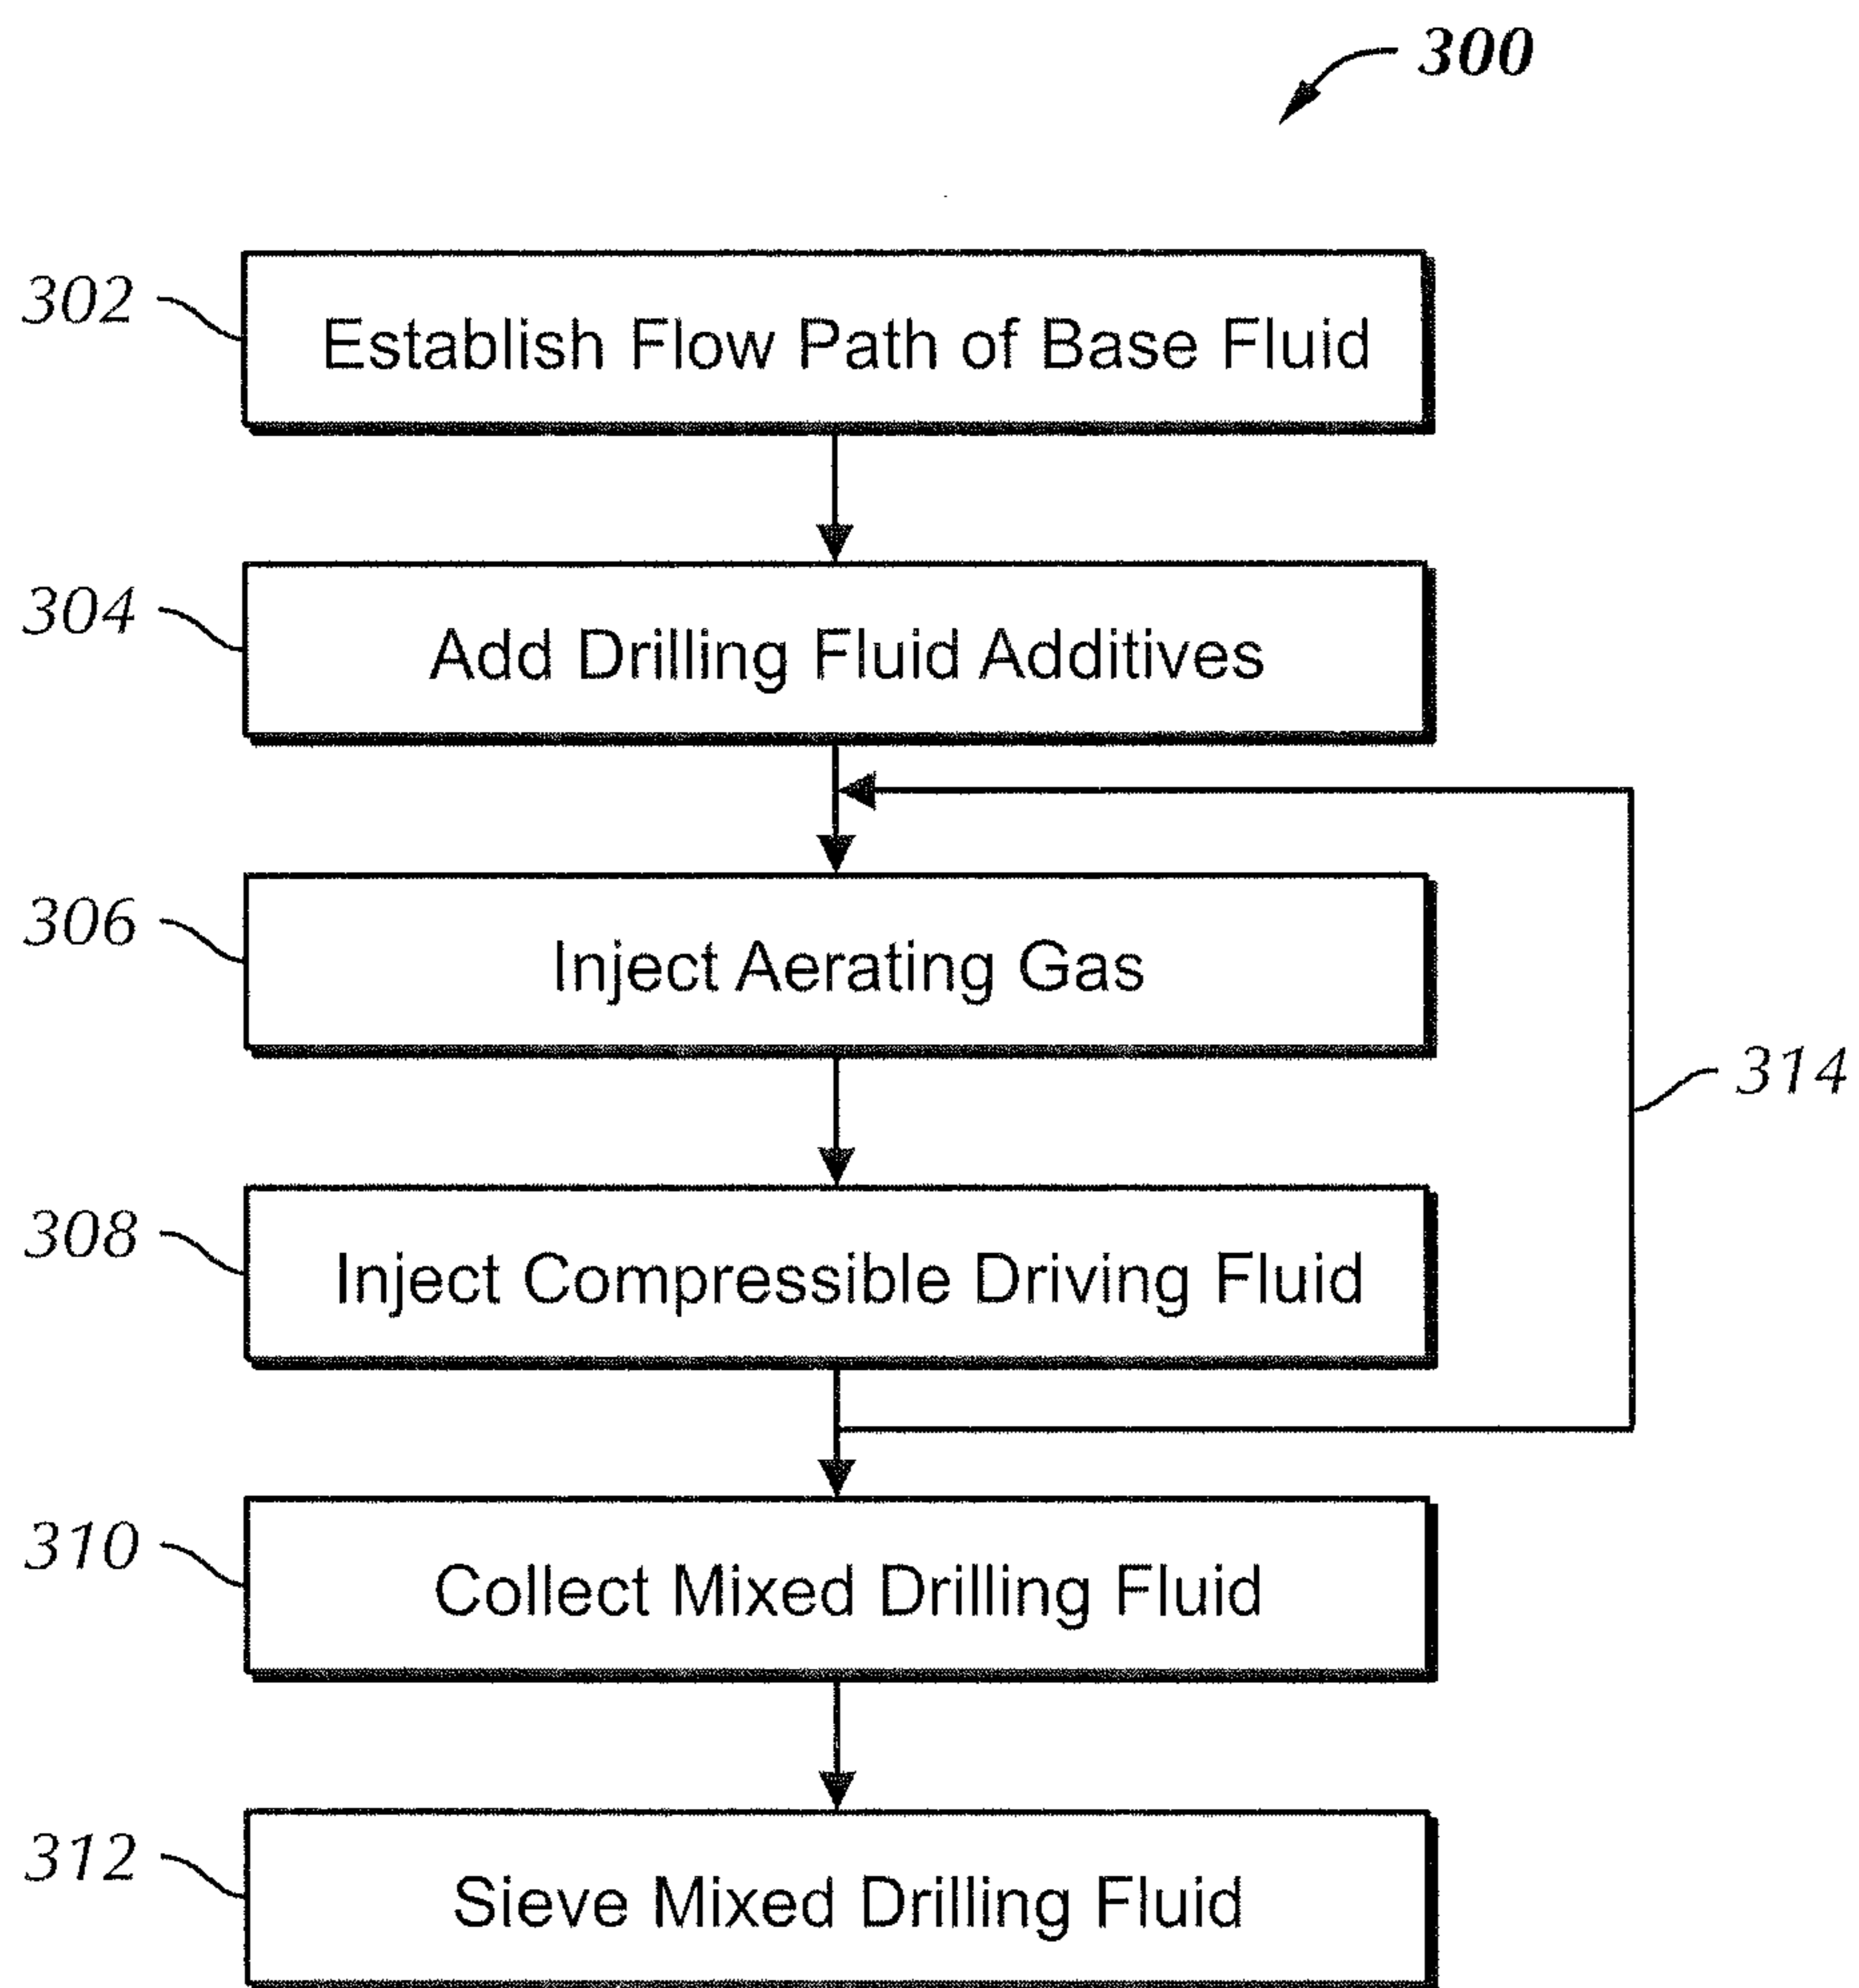 300
302
Establish Flow Path of Base Fluid
304
Add Drilling Fluid Additives
306
Inject Aerating Gas
314
308
Inject Compressible Driving Fluid
310
Collect Mixed Drilling Fluid
312
Sieve Mixed Drilling Fluid